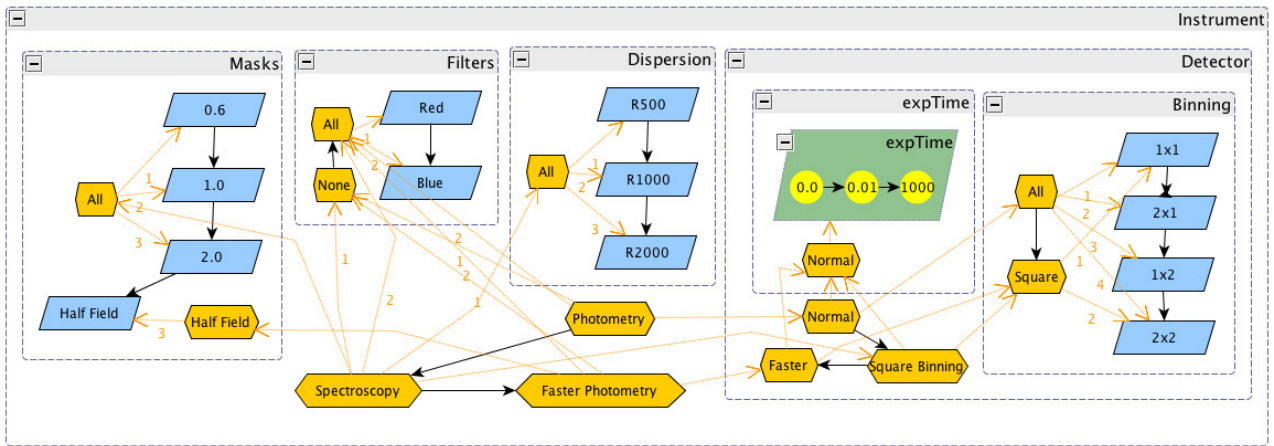 Instrument
Masks
Filters
Dispersion
Detector
0.6
1.0
2.0
All
1
2
3
Half Field
Half Field
3
All
None
Red
Blue
1
2
All
R500
R1000
R2000
1
2
3
expTime
expTime
0.0
0.01
1000
Normal
Binning
1x1
2x1
1x2
2x2
All
Square
1
2
3
1
4
2
1
2
2
1
2
1
Photometry
Normal
Faster
Square Binning
Spectroscopy
Faster Photometry